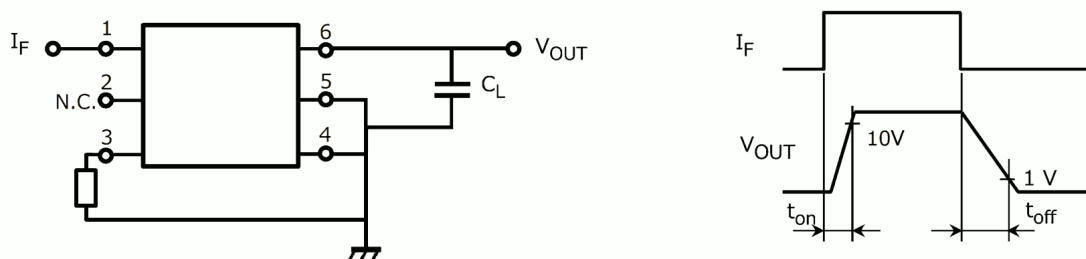 I_F
1
2
N.C.
3
6
5
4
V_OUT
C_L
I_F
V_OUT
10V
1 V
t_on
t_off